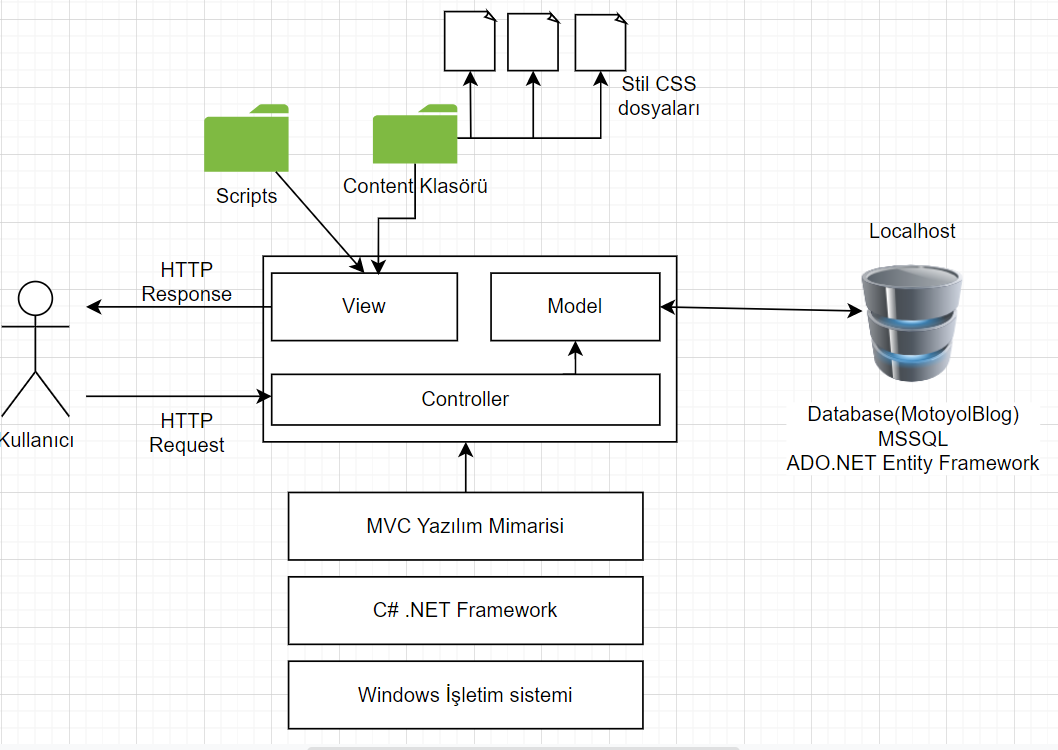 Stil CSS
dosyaları
Scripts
Content Klasörü
Localhost
HTTP
Response
View
Model
Controller
HTTP
Request
Kullanıcı
Database(MotoyolBlog)
MSSQL
ADO.NET Entity Framework
MVC Yazılım Mimarisi
C# .NET Framework
Windows İşletim sistemi